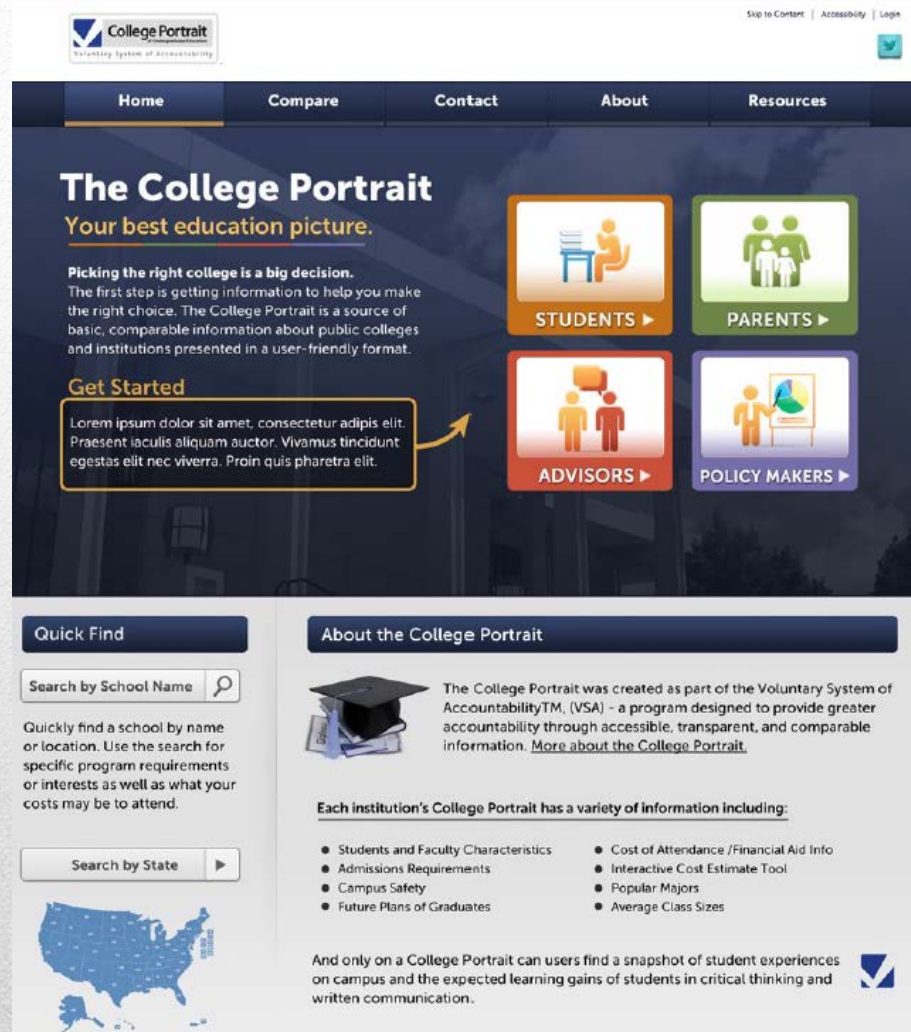 Skip to Content | Accessibility | Login
College Portrait
of Undergraduate Education
Voluntary System of Accountability
Home
Compare
Contact
About
Resources
The College Portrait
Your best education picture.
Picking the right college is a big decision.
The first step is getting information to help you make
the right choice. The College Portrait is a source of
basic, comparable information about public colleges
and institutions presented in a user-friendly format.
Get Started
Lorem ipsum dolor sit amet, consectetur adipis elit.
Praesent iaculis aliquam auctor. Vivamus tincidunt
egestas elit nec viverra. Proin quis pharetra elit.
STUDENTS ▶
PARENTS ▶
ADVISORS ▶
POLICY MAKERS ▶
Quick Find
Search by School Name
Quickly find a school by name
or location. Use the search for
specific program requirements
or interests as well as what your
costs may be to attend.
Search by State ▶
About the College Portrait
The College Portrait was created as part of the Voluntary System of
AccountabilityTM, (VSA) - a program designed to provide greater
accountability through accessible, transparent, and comparable
information. More about the College Portrait.
Each institution's College Portrait has a variety of information including:
● Students and Faculty Characteristics
● Admissions Requirements
● Campus Safety
● Future Plans of Graduates
● Cost of Attendance /Financial Aid Info
● Interactive Cost Estimate Tool
● Popular Majors
● Average Class Sizes
And only on a College Portrait can users find a snapshot of student experiences
on campus and the expected learning gains of students in critical thinking and
written communication.